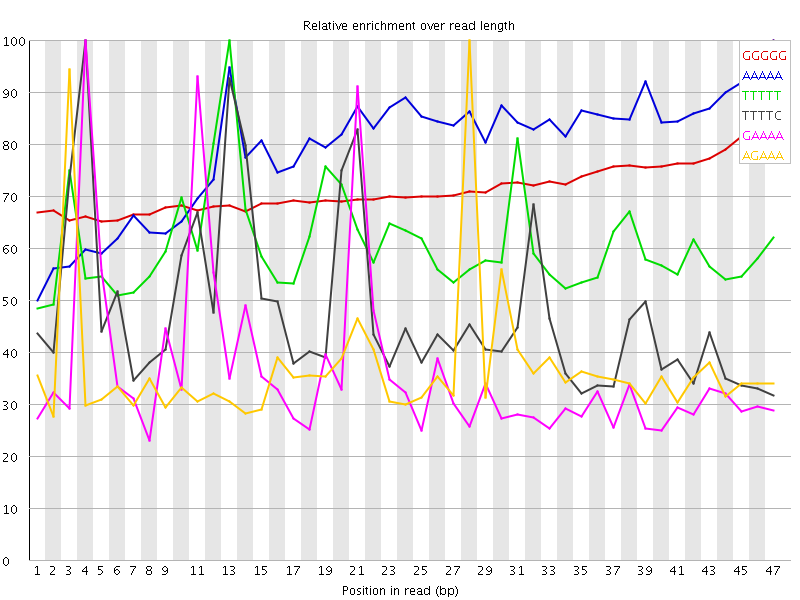 Relative enrichment over read length
100
90
80
70
60
50
40
30
20
10
0
GGGGG
AAAAA
TTTTT
TTTTC
GAAAA
AGAAA
1 2 3 4 5 6 7 8 9 11 13 15 17 19 21 23 25 27 29 31 33 35 37 39 41 43 45 47
Position in read (bp)